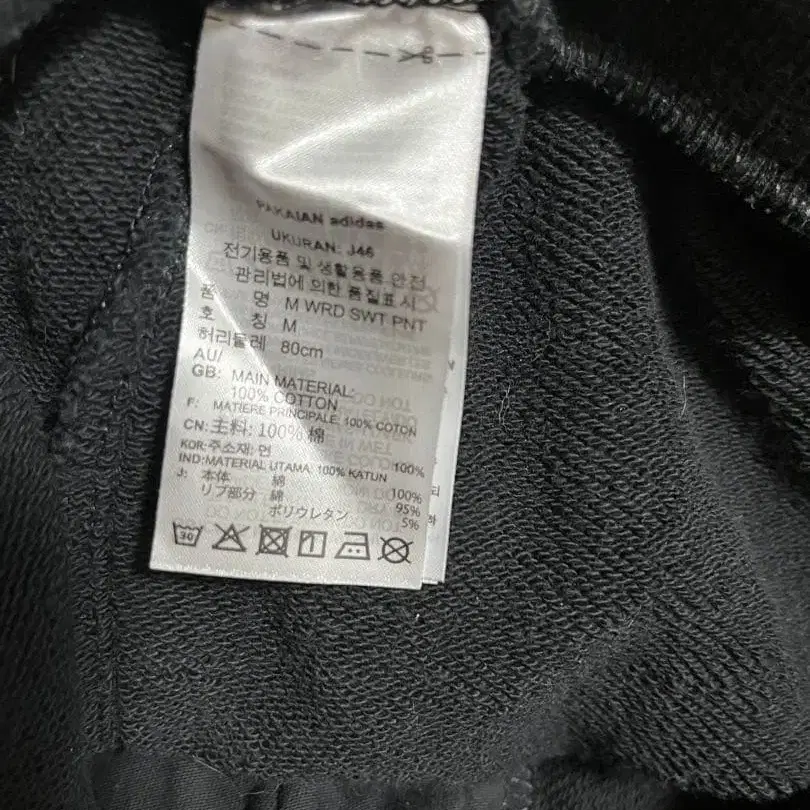 PAKAIAN adidas
UKURAN: J46
전기용품 및 생활용품 안전
관리법에 의한 품질표시
품 명 M WRD SWT PNT
호 칭 M
허리둘레 80cm
AU/
GB: MAIN MATERIAL:
100% COTTON
F: MATIERE PRINCIPALE: 100% COTON
CN: 主料: 100% 棉
KOR: 주소재: 면 100%
IND: MATERIAL UTAMA: 100% KATUN
J: 本体 綿 100%
リブ部分 綿 95%
ポリウレタン 5%
30